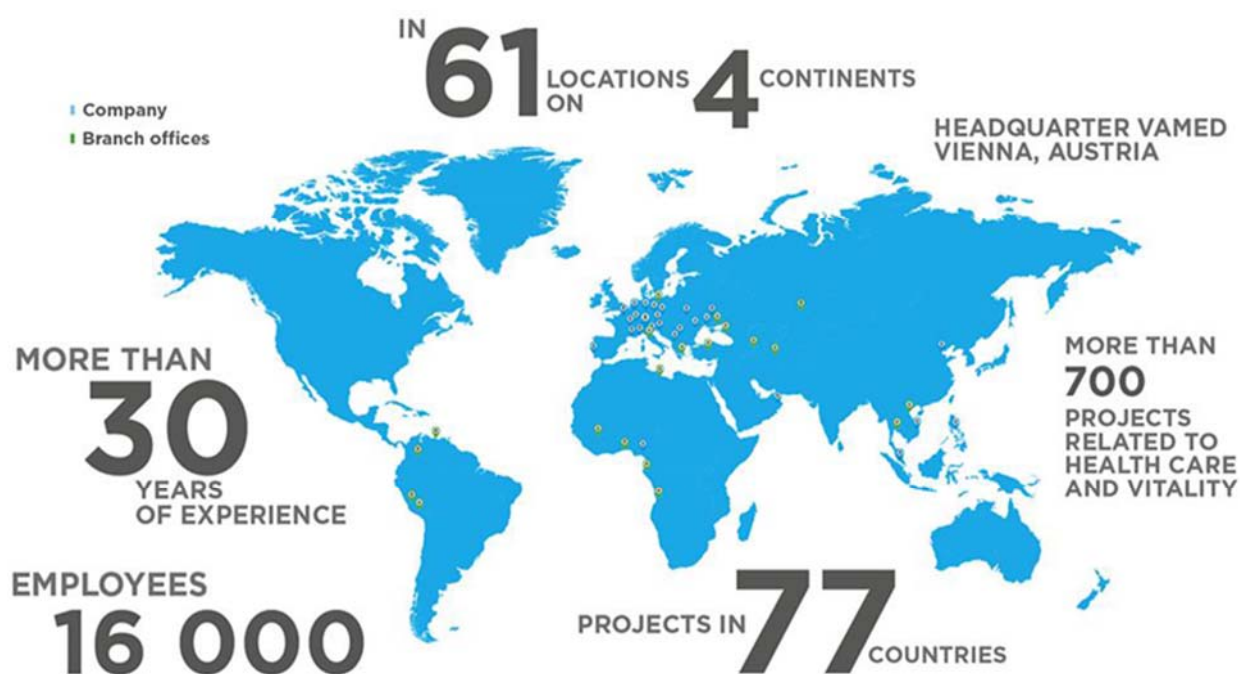 IN 61 LOCATIONS ON 4 CONTINENTS
Company
Branch offices
HEADQUARTER VAMED
VIENNA, AUSTRIA
MORE THAN
30
YEARS
OF EXPERIENCE
MORE THAN
700
PROJECTS
RELATED TO
HEALTH CARE
AND VITALITY
EMPLOYEES
16 000
PROJECTS IN 77 COUNTRIES